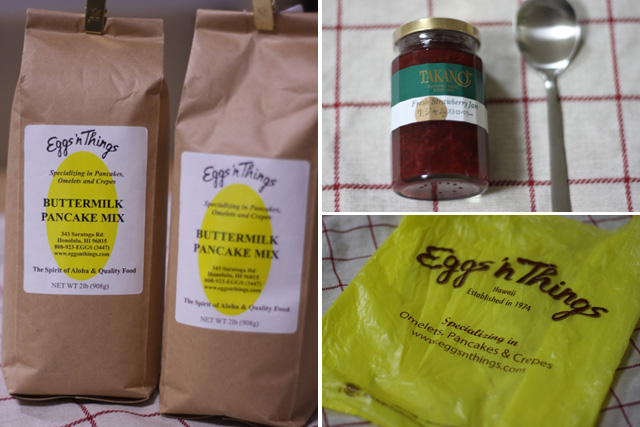 Eggs 'n Things
Specializing in Pancakes,
Omelets and Crepes
BUTTERMILK
PANCAKE MIX
343 Saratoga Rd
Honolulu, HI 96815
808-923-EGGS (3447)
www.eggsnthings.com
The Spirit of Aloha & Quality Food
NET WT 2lb (908g)
Eggs 'n Things
Specializing in Pancakes,
Omelets and Crepes
BUTTERMILK
PANCAKE MIX
343 Saratoga Rd
Honolulu, HI 96815
808-923-EGGS (3447)
www.eggsnthings.com
The Spirit of Aloha & Quality Food
NET WT 2lb (908g)
TAKANO
Fresh Strawberry Jam
Eggs 'n Things
Hawaii
Established in 1974
Specializing in
Omelets, Pancakes & Crepes
www.eggsnthings.com